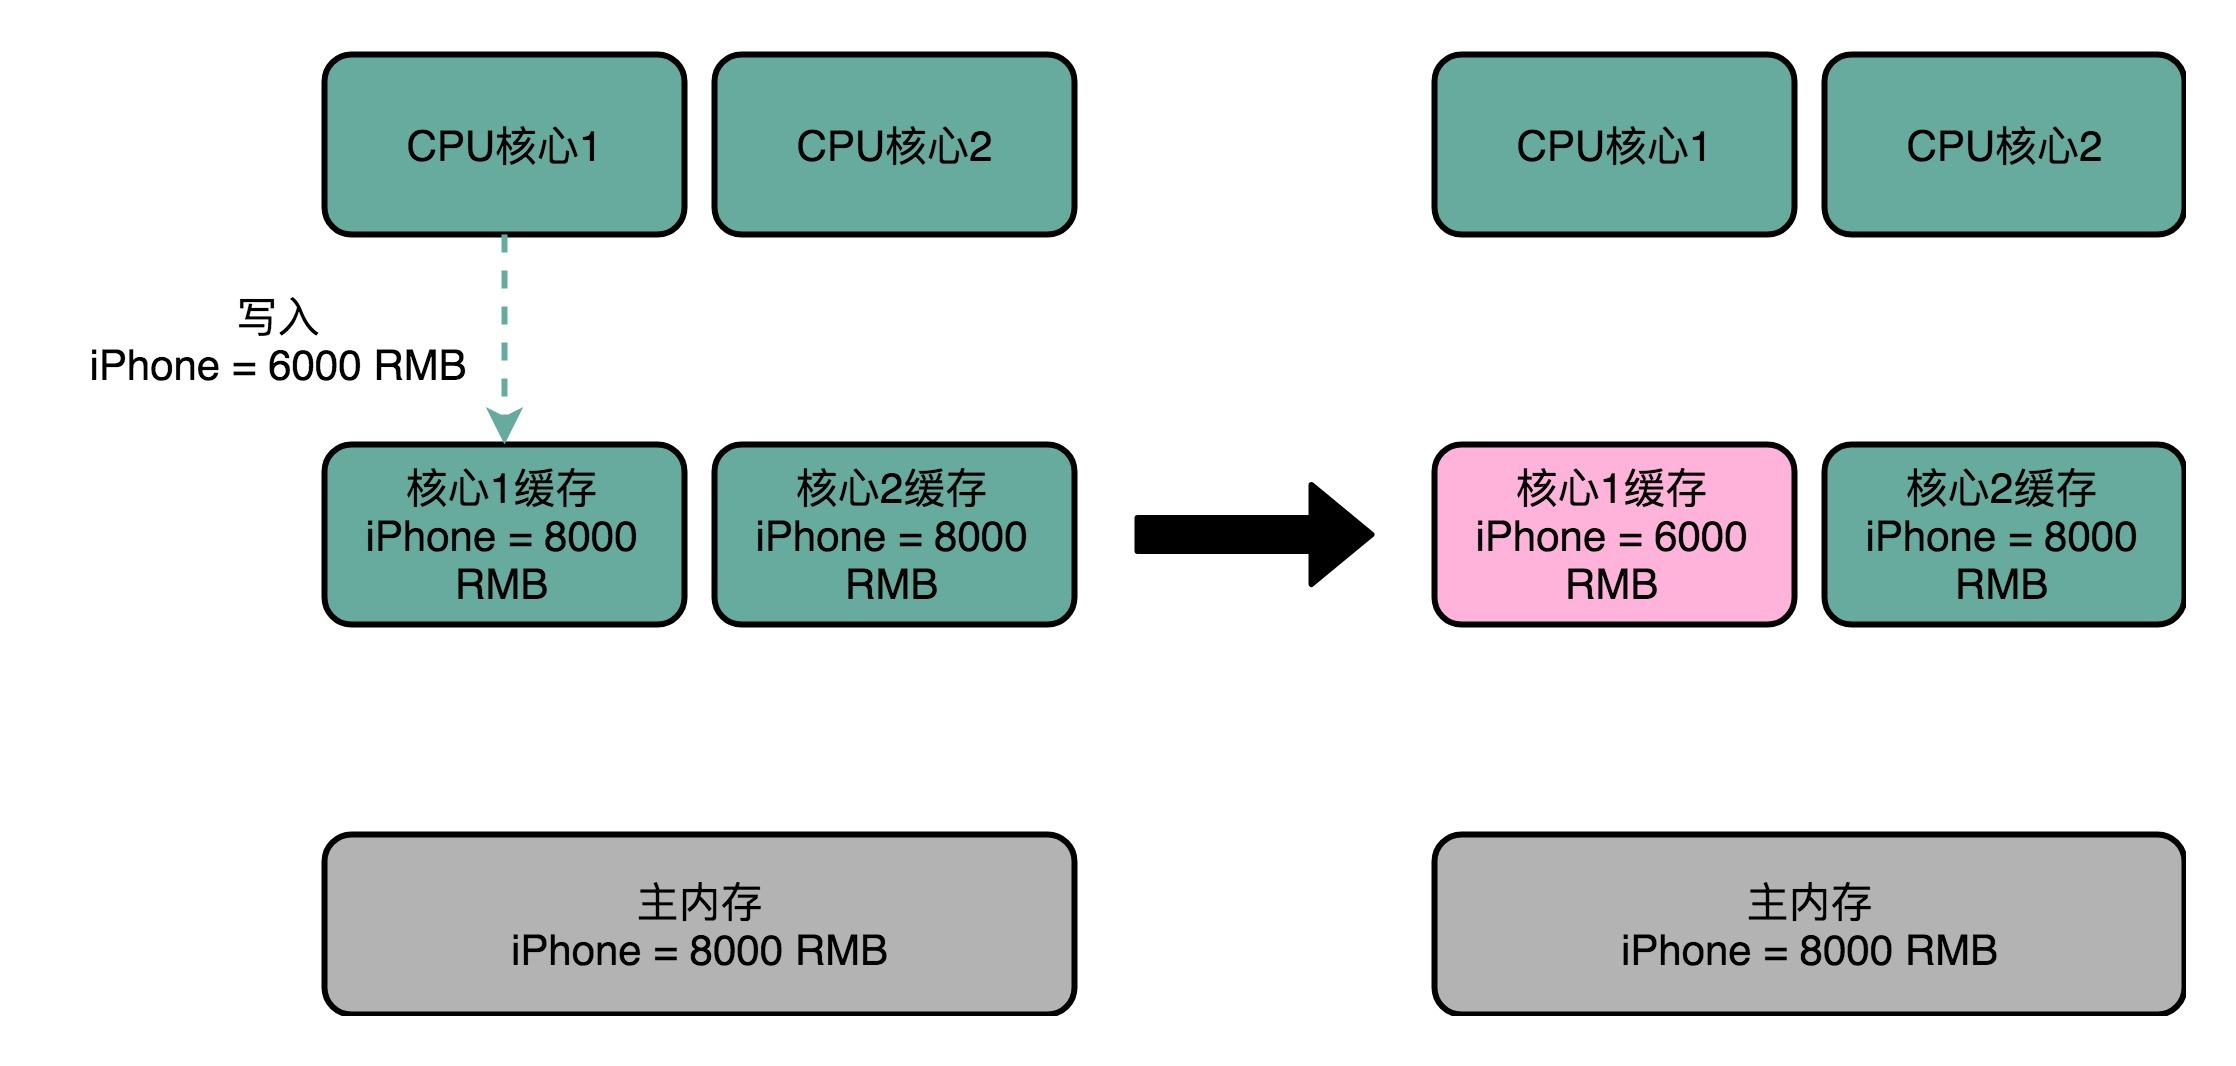 CPU核心1
CPU核心2
写入
iPhone = 6000 RMB
核心1缓存
iPhone = 8000
RMB
核心2缓存
iPhone = 8000
RMB
主内存
iPhone = 8000 RMB
CPU核心1
CPU核心2
核心1缓存
iPhone = 6000
RMB
核心2缓存
iPhone = 8000
RMB
主内存
iPhone = 8000 RMB